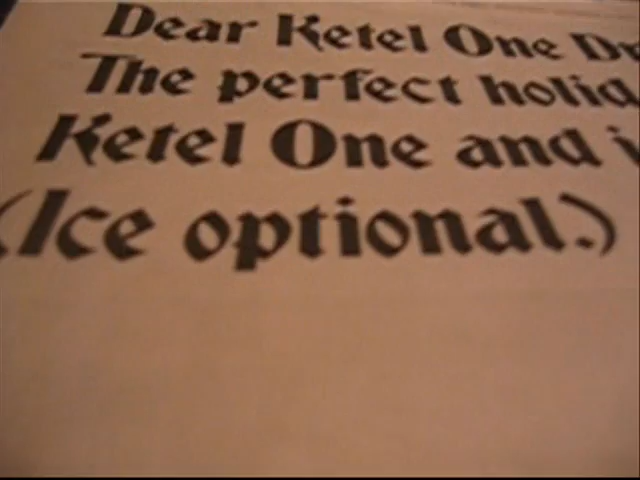 Dear Ketel One
The perfect
Ketel One and
(Ice optional.)